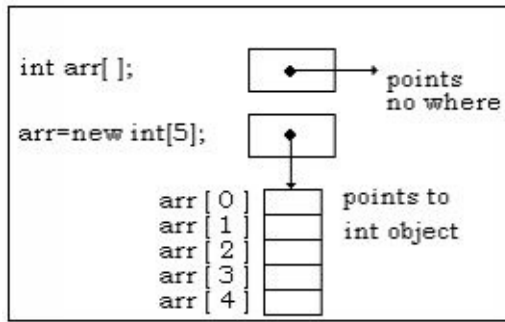 int arr[ ];
points
no where
arr=new int[5];
arr [ 0 ]
points to
arr [ 1 ]
int object
arr [ 2 ]
arr [ 3 ]
arr [ 4 ]